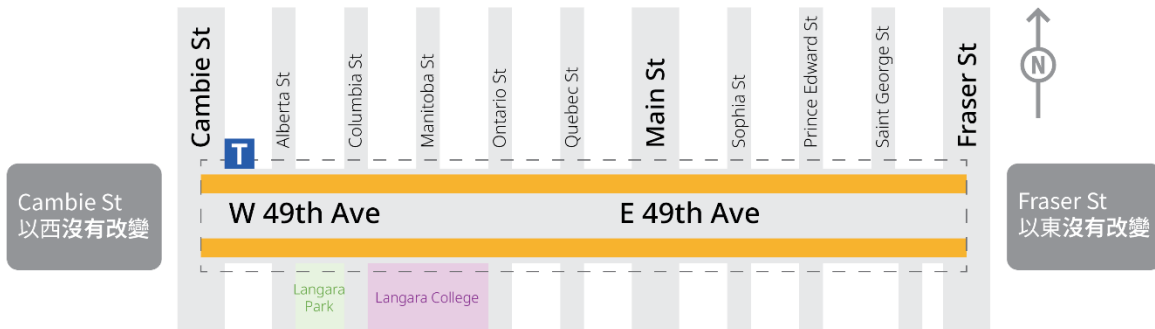 Cambie St
Alberta St
Columbia St
Manitoba St
Ontario St
Quebec St
Main St
Sophia St
Prince Edward St
Saint George St
Fraser St
N
T
Cambie St
以西沒有改變
W 49th Ave
E 49th Ave
Fraser St
以東沒有改變
Langara
Park
Langara College